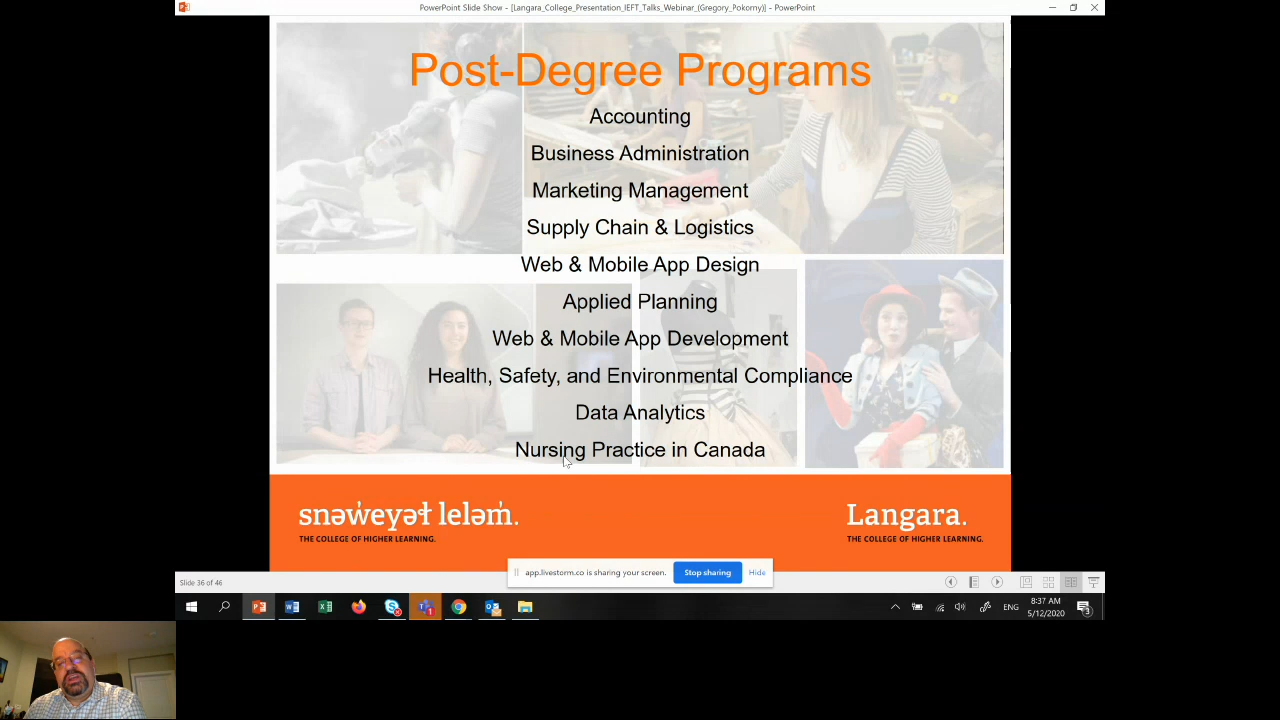 PowerPoint Slide Show - [Langara_College_Presentation_IEFT_Talks_Webinar_(Gregory_Pokorny)] - PowerPoint
Post-Degree Programs
Accounting
Business Administration
Marketing Management
Supply Chain & Logistics
Web & Mobile App Design
Applied Planning
Web & Mobile App Development
Health, Safety, and Environmental Compliance
Data Analytics
Nursing Practice in Canada
snəw̓eyəɬ leləm̓.
THE COLLEGE OF HIGHER LEARNING.
Langara.
THE COLLEGE OF HIGHER LEARNING.
app.livestorm.co is sharing your screen.
Stop sharing
Hide
Slide 36 of 46
ENG
8:37 AM
5/12/2020